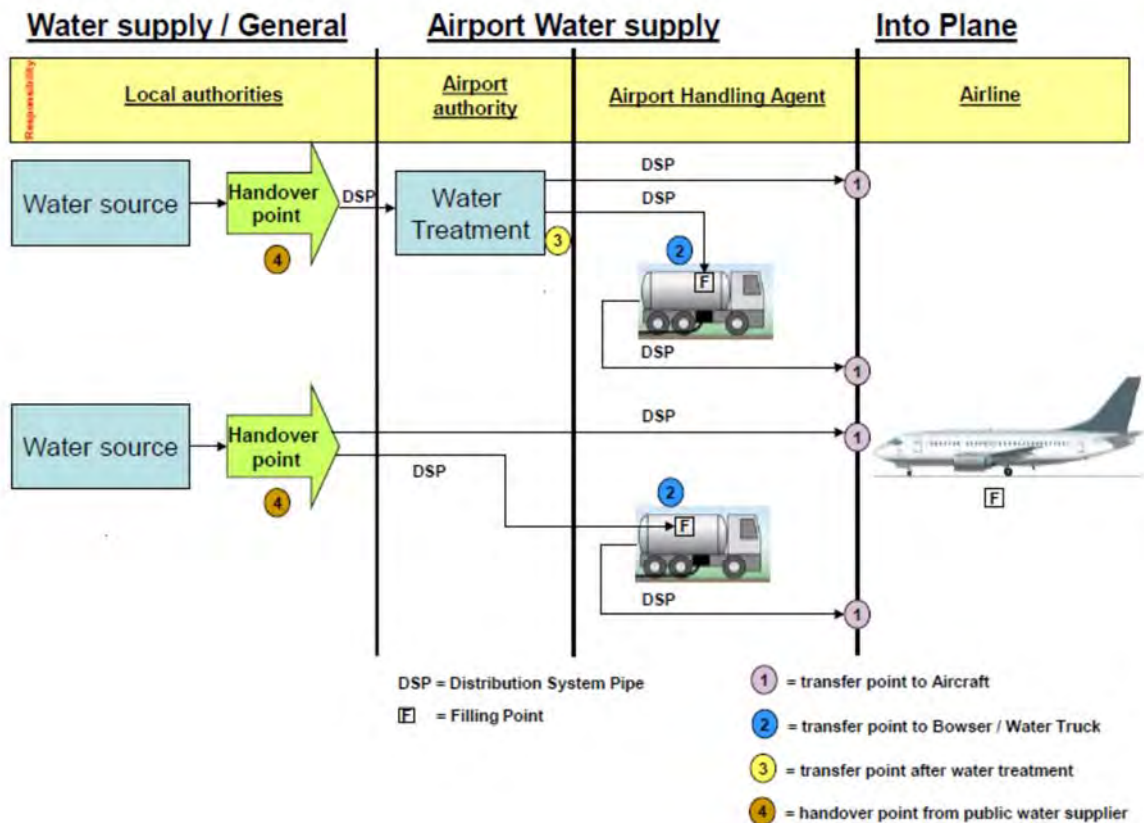 Water supply / General
Airport Water supply
Into Plane
Responsibility
Local authorities
Airport
authority
Airport Handling Agent
Airline
Water source
Handover
point
4
DSP
Water
Treatment
3
DSP
1
DSP
2
F
DSP
1
Water source
Handover
point
4
DSP
1
DSP
2
F
DSP
1
F
DSP = Distribution System Pipe
F = Filling Point
1 = transfer point to Aircraft
2 = transfer point to Bowser / Water Truck
3 = transfer point after water treatment
4 = handover point from public water supplier